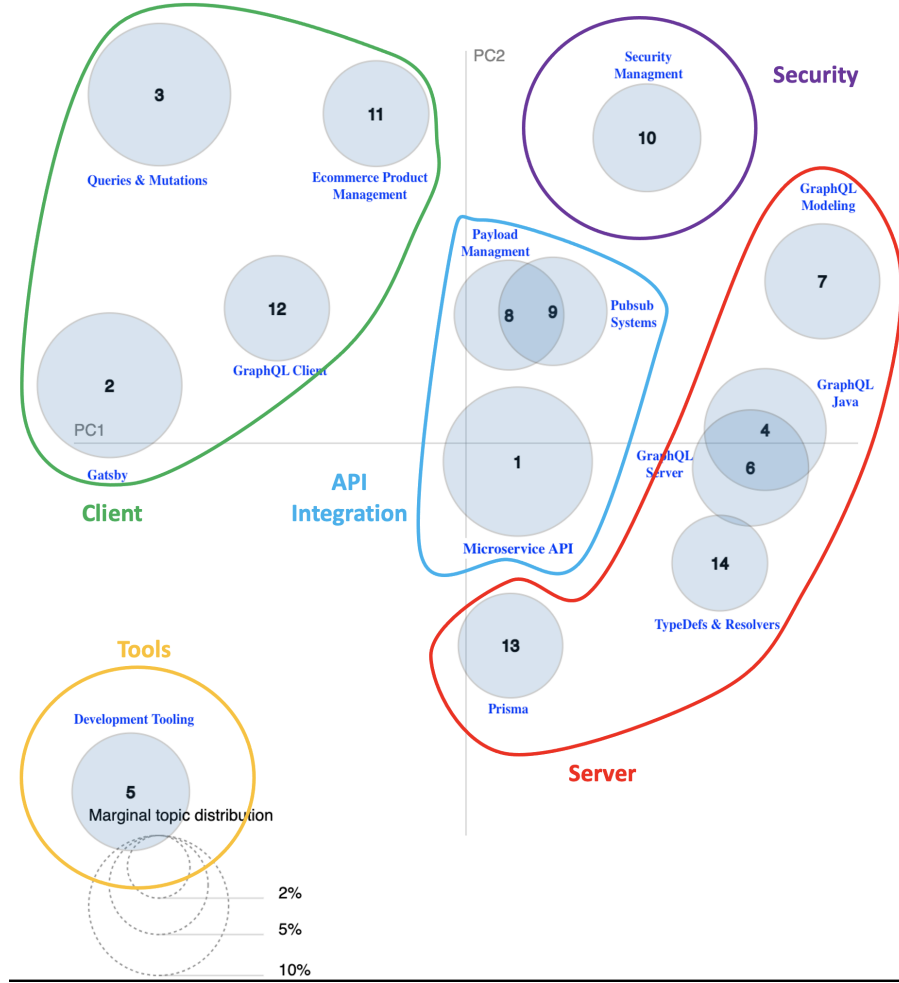 3
Queries & Mutations
11
Ecommerce Product
Management
PC2
Security
Managment
10
Security
12
GraphQL Client
2
PC1
Gatsby
Client
Payload
Managment
8
9
Pubsub
Systems
1
Microservice API
API
Integration
GraphQL
Modeling
7
GraphQL
Java
4
GraphQL
Server
6
14
TypeDefs & Resolvers
13
Prisma
Server
Tools
Development Tooling
5
Marginal topic distribution
2%
5%
10%